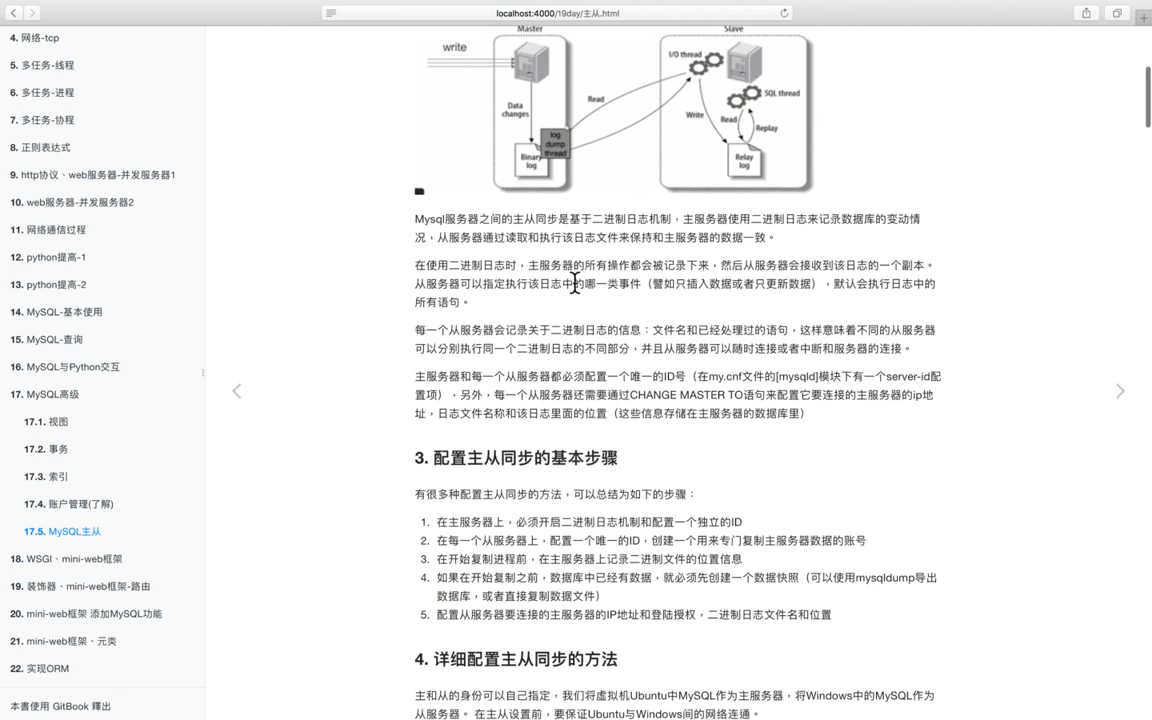 localhost:4000/19day/主从.html
4. 网络-tcp
5. 多任务-线程
6. 多任务-进程
7. 多任务-协程
8. 正则表达式
9. http协议、web服务器-并发服务器1
10. web服务器-并发服务器2
11. 网络通信过程
12. python提高-1
13. python提高-2
14. MySQL-基本使用
15. MySQL-查询
16. MySQL与Python交互
17. MySQL高级
17.1. 视图
17.2. 事务
17.3. 索引
17.4. 账户管理(了解)
17.5. MySQL主从
18. WSGI、mini-web框架
19. 装饰器、mini-web框架-路由
20. mini-web框架 添加MySQL功能
21. mini-web框架、元类
22. 实现ORM
本書使用 GitBook 釋出
Master
Slave
write
I/O thread
SQL thread
Data
changes
Read
Write
Read
Replay
log
dump
thread
Binary
log
Relay
log
Mysql服务器之间的主从同步是基于二进制日志机制，主服务器使用二进制日志来记录数据库的变动情
况，从服务器通过读取和执行该日志文件来保持和主服务器的数据一致。
在使用二进制日志时，主服务器的所有操作都会被记录下来，然后从服务器会接收到该日志的一个副本。
从服务器可以指定执行该日志中的哪一类事件（譬如只插入数据或者只更新数据），默认会执行日志中的
所有语句。
每一个从服务器会记录关于二进制日志的信息：文件名和已经处理过的语句，这样意味着不同的从服务器
可以分别执行同一个二进制日志的不同部分，并且从服务器可以随时连接或者中断和服务器的连接。
主服务器和每一个从服务器都必须配置一个唯一的ID号（在my.cnf文件的[mysqld]模块下有一个server-id配
置项），另外，每一个从服务器还需要通过CHANGE MASTER TO语句来配置它要连接的主服务器的ip地
址，日志文件名称和该日志里面的位置（这些信息存储在主服务器的数据库里）
3. 配置主从同步的基本步骤
有很多种配置主从同步的方法，可以总结为如下的步骤：
1. 在主服务器上，必须开启二进制日志机制和配置一个独立的ID
2. 在每一个从服务器上，配置一个唯一的ID，创建一个用来专门复制主服务器数据的账号
3. 在开始复制进程前，在主服务器上记录二进制文件的位置信息
4. 如果在开始复制之前，数据库中已经有数据，就必须先创建一个数据快照（可以使用mysqldump导出
数据库，或者直接复制数据文件）
5. 配置从服务器要连接的主服务器的IP地址和登陆授权，二进制日志文件名和位置
4. 详细配置主从同步的方法
主和从的身份可以自己指定，我们将虚拟机Ubuntu中MySQL作为主服务器，将Windows中的MySQL作为
从服务器。 在主从设置前，要保证Ubuntu与Windows间的网络连通。